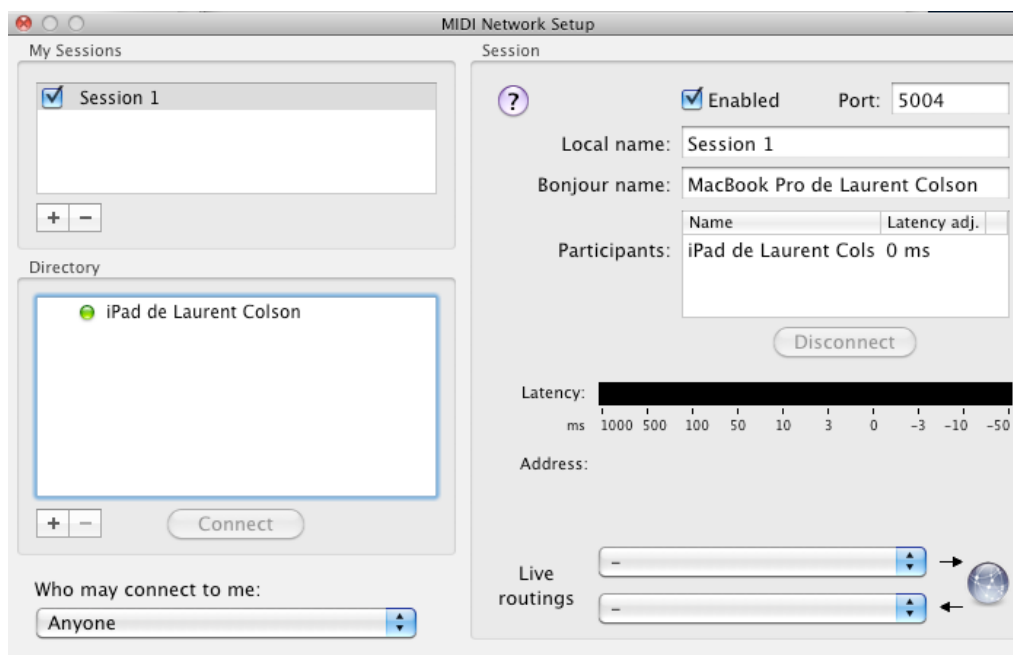 MIDI Network Setup
My Sessions
Session 1
+ −
Directory
iPad de Laurent Colson
+ − Connect
Who may connect to me:
Anyone
Session
? Enabled Port: 5004
Local name: Session 1
Bonjour name: MacBook Pro de Laurent Colson
Name Latency adj.
Participants: iPad de Laurent Cols 0 ms
Disconnect
Latency:
ms 1000 500 100 50 10 3 0 -3 -10 -50
Address:
Live
routings
–
–